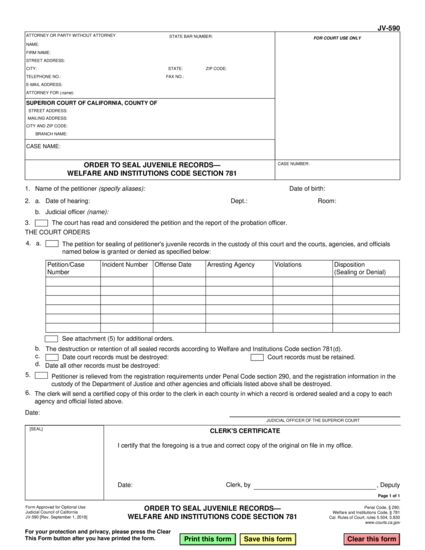 JV-590
ATTORNEY OR PARTY WITHOUT ATTORNEY STATE BAR NUMBER:
FOR COURT USE ONLY
NAME:
FIRM NAME:
STREET ADDRESS:
CITY: STATE: ZIP CODE:
TELEPHONE NO.: FAX NO.:
E-MAIL ADDRESS:
ATTORNEY FOR (name):
SUPERIOR COURT OF CALIFORNIA, COUNTY OF
STREET ADDRESS:
MAILING ADDRESS:
CITY AND ZIP CODE:
BRANCH NAME:
CASE NAME:
ORDER TO SEAL JUVENILE RECORDS—
WELFARE AND INSTITUTIONS CODE SECTION 781
CASE NUMBER:
1. Name of the petitioner (specify aliases): Date of birth:
2. a. Date of hearing: Dept.: Room:
b. Judicial officer (name):
3. The court has read and considered the petition and the report of the probation officer.
THE COURT ORDERS
4. a. The petition for sealing of petitioner's juvenile records in the custody of this court and the courts, agencies, and officials
named below is granted or denied as specified below:
Petition/Case Number Incident Number Offense Date Arresting Agency Violations Disposition (Sealing or Denial)
See attachment (5) for additional orders.
b. The destruction or retention of all sealed records according to Welfare and Institutions Code section 781(d).
c. Date court records must be destroyed: Court records must be retained.
d. Date all other records must be destroyed:
5. Petitioner is relieved from the registration requirements under Penal Code section 290, and the registration information in the
custody of the Department of Justice and other agencies and officials listed above shall be destroyed.
6. The clerk will send a certified copy of this order to the clerk in each county in which a record is ordered sealed and a copy to each
agency and official listed above.
Date:
JUDICIAL OFFICER OF THE SUPERIOR COURT
[SEAL]
CLERK'S CERTIFICATE
I certify that the foregoing is a true and correct copy of the original on file in my office.
Date: Clerk, by , Deputy
Page 1 of 1
Form Approved for Optional Use
Judicial Council of California
JV-590 [Rev. September 1, 2018]
ORDER TO SEAL JUVENILE RECORDS—
WELFARE AND INSTITUTIONS CODE SECTION 781
Penal Code, § 290;
Welfare and Institutions Code, § 781
Cal. Rules of Court, rules 5.504, 5.830
www.courts.ca.gov
For your protection and privacy, please press the Clear
This Form button after you have printed the form.
Print this form
Save this form
Clear this form